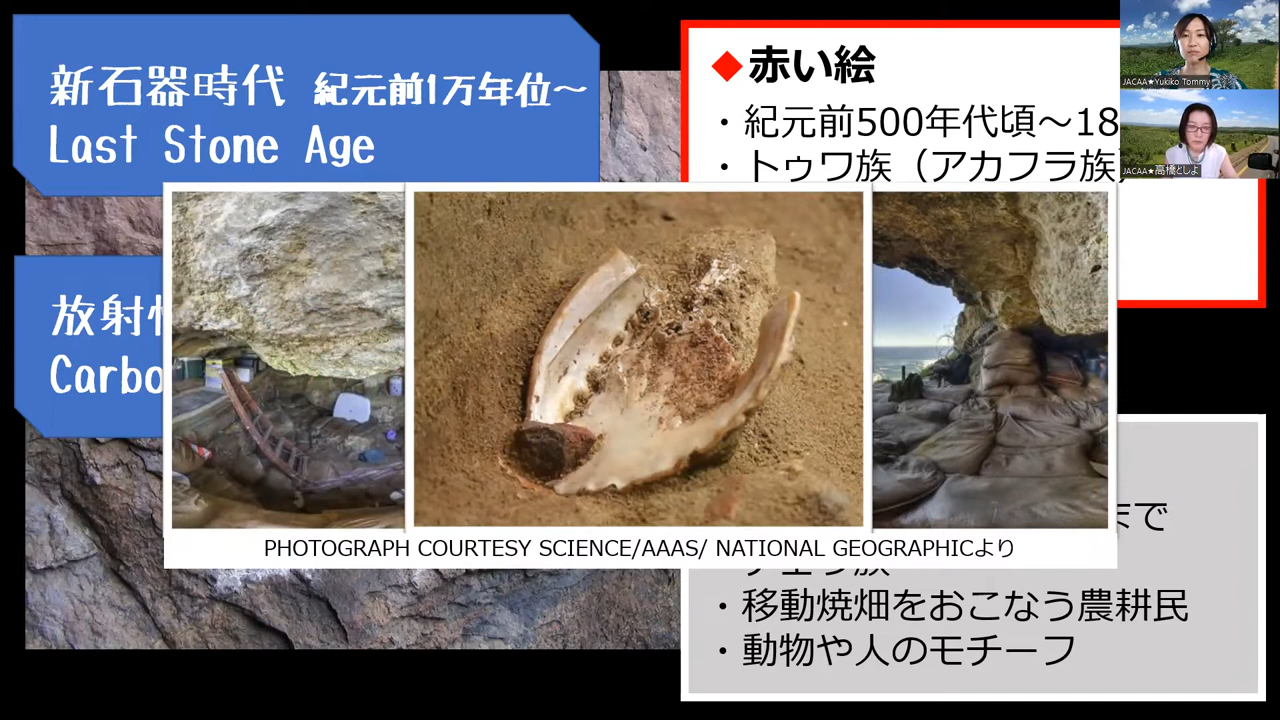 新石器時代 紀元前1万年位～
Last Stone Age
放射
Carbo
◆赤い絵
・紀元前500年代頃～18
・トゥワ族（アカフラ族
PHOTOGRAPH COURTESY SCIENCE/AAAS/ NATIONAL GEOGRAPHICより
まで
・移動焼畑をおこなう農耕民
・動物や人のモチーフ
JACAA★Yukiko Tommy
JACAA★高橋としよ